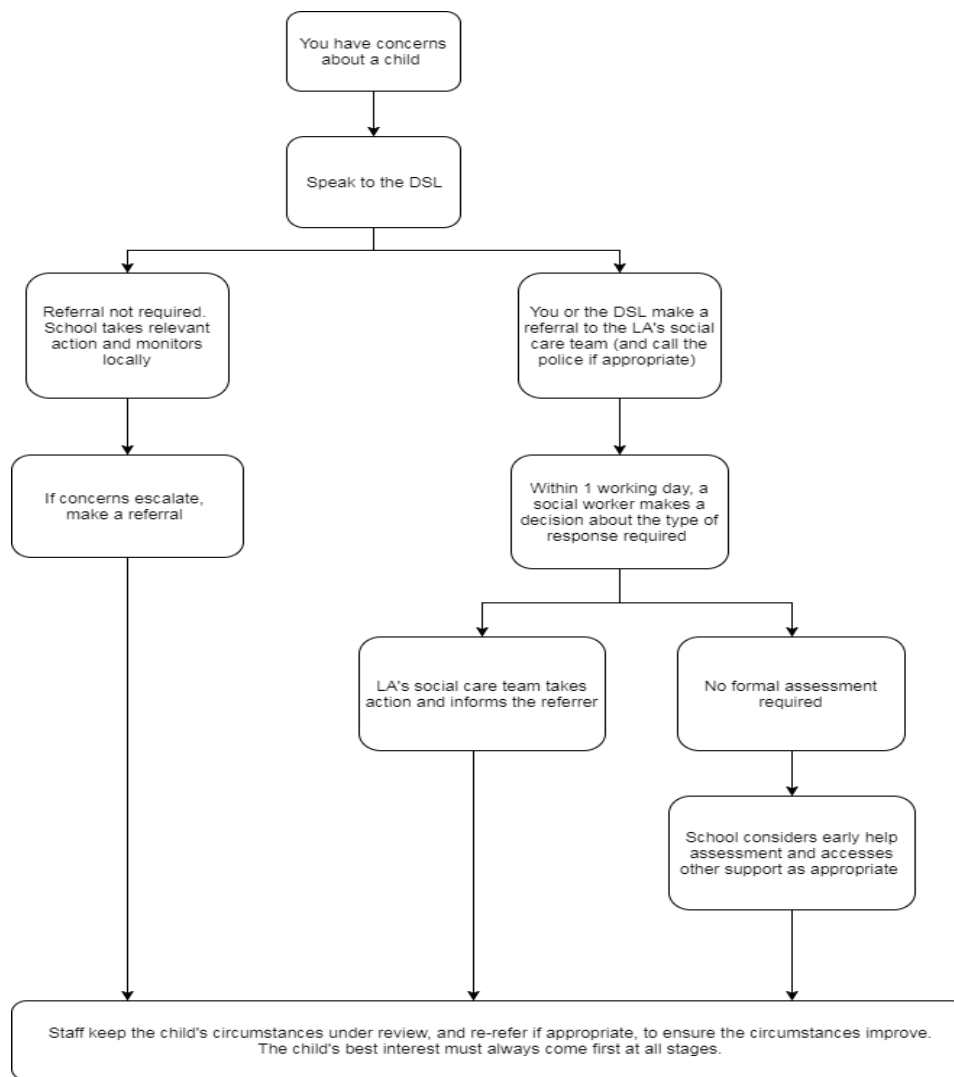 You have concerns
about a child
Speak to the DSL
Referral not required.
School takes relevant
action and monitors
locally
You or the DSL make a
referral to the LA's social
care team (and call the
police if appropriate)
If concerns escalate,
make a referral
Within 1 working day, a
social worker makes a
decision about the type of
response required
LA's social care team takes
action and informs the referrer
No formal assessment
required
School considers early help
assessment and accesses
other support as appropriate
Staff keep the child's circumstances under review, and re-refer if appropriate, to ensure the circumstances improve.
The child's best interest must always come first at all stages.